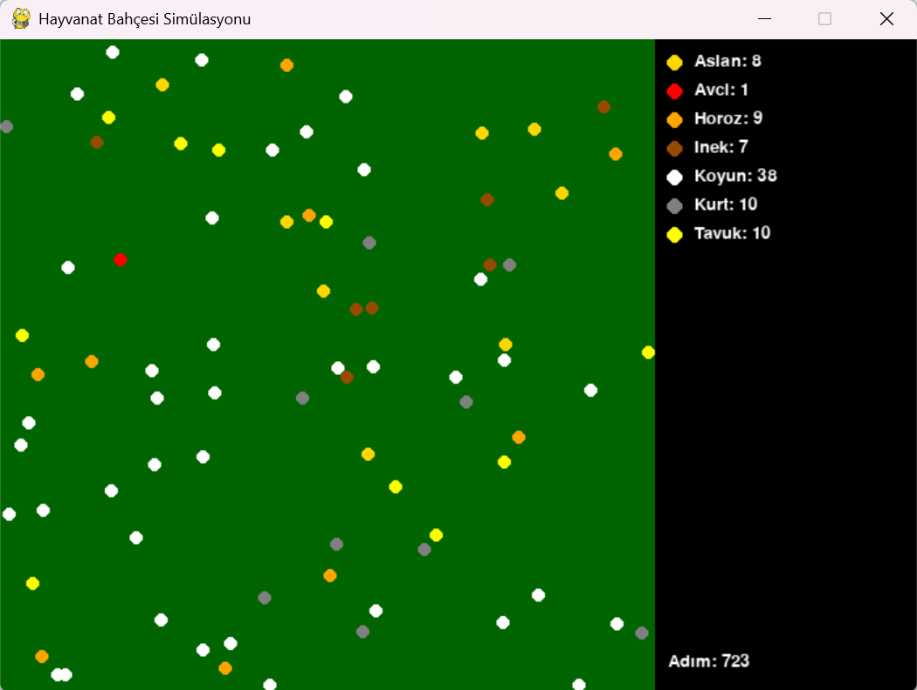 Hayvanat Bahçesi Simülasyonu
Aslan: 8
Avcı: 1
Horoz: 9
Inek: 7
Koyun: 38
Kurt: 10
Tavuk: 10
Adım: 723